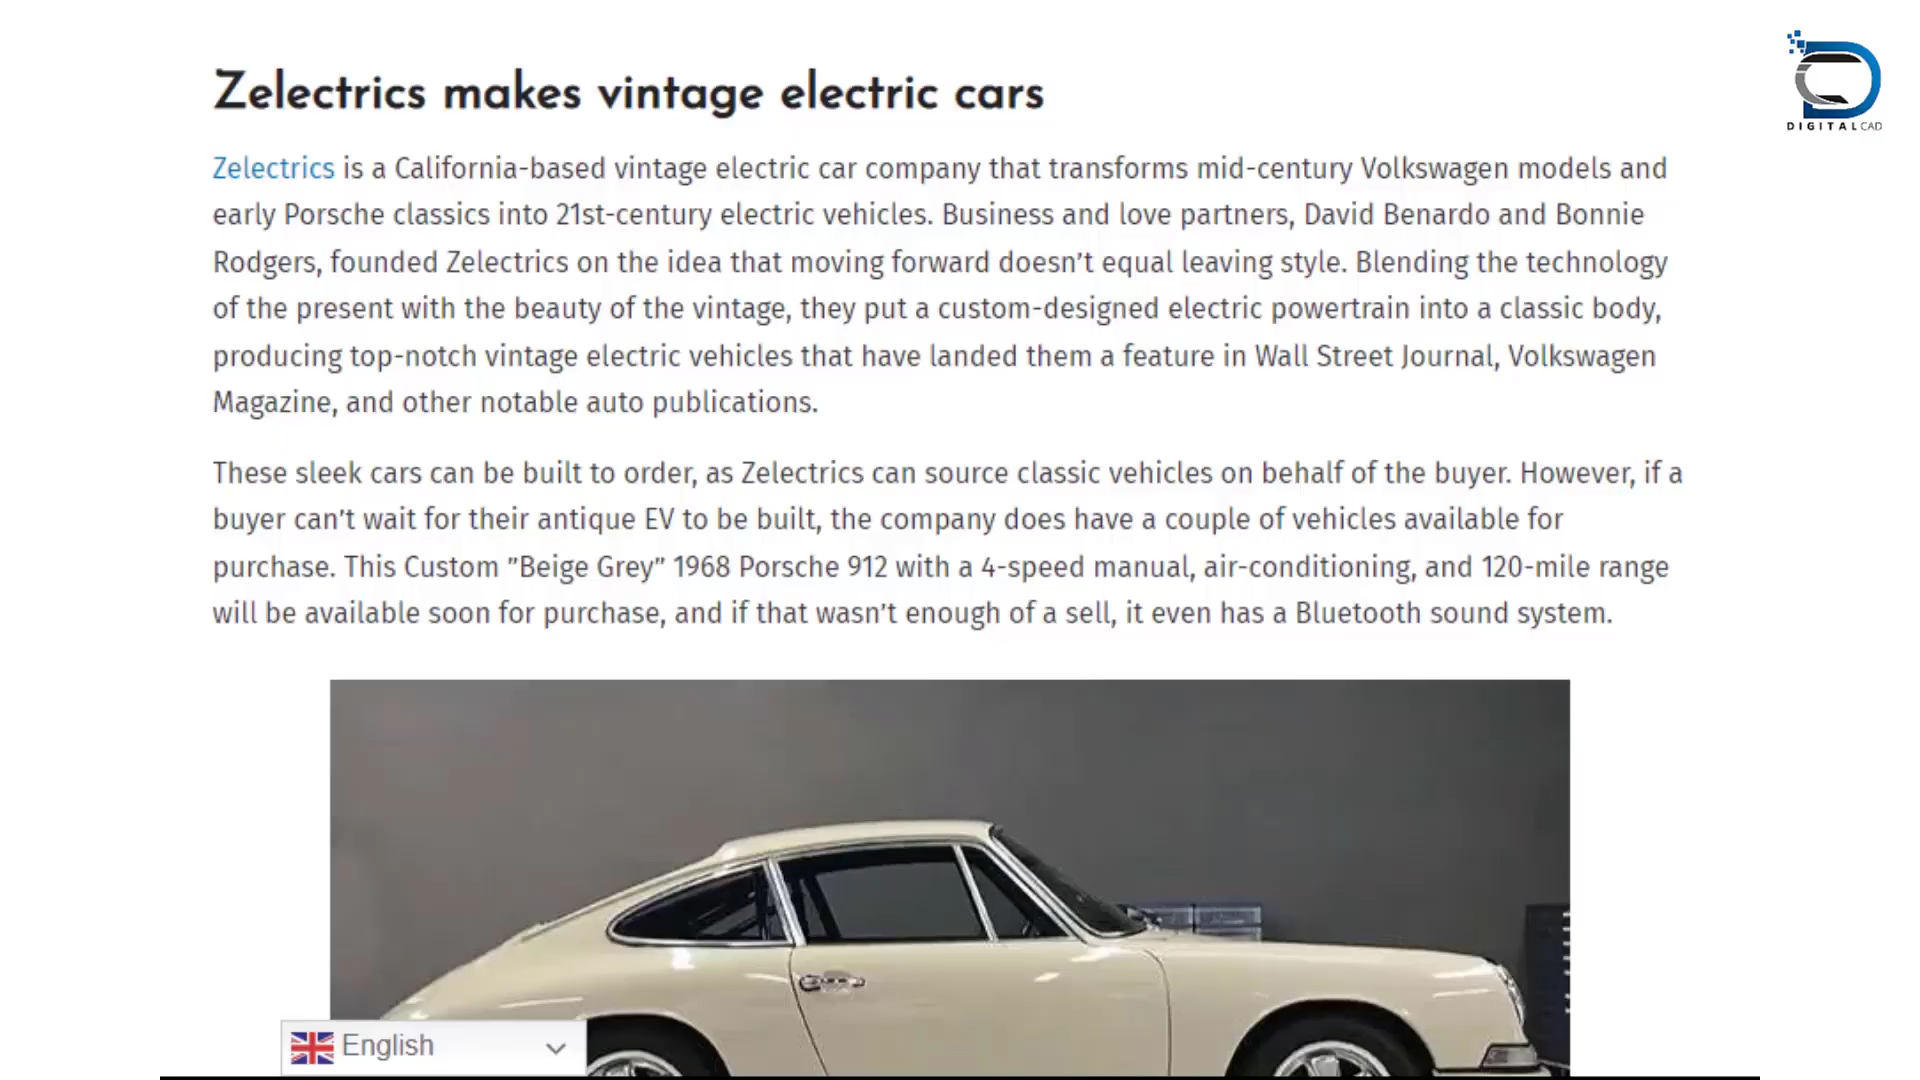 Zelectrics makes vintage electric cars
DIGITALCAD
Zelectrics is a California-based vintage electric car company that transforms mid-century Volkswagen models and
early Porsche classics into 21st-century electric vehicles. Business and love partners, David Benardo and Bonnie
Rodgers, founded Zelectrics on the idea that moving forward doesn’t equal leaving style. Blending the technology
of the present with the beauty of the vintage, they put a custom-designed electric powertrain into a classic body,
producing top-notch vintage electric vehicles that have landed them a feature in Wall Street Journal, Volkswagen
Magazine, and other notable auto publications.
These sleek cars can be built to order, as Zelectrics can source classic vehicles on behalf of the buyer. However, if a
buyer can’t wait for their antique EV to be built, the company does have a couple of vehicles available for
purchase. This Custom ”Beige Grey” 1968 Porsche 912 with a 4-speed manual, air-conditioning, and 120-mile range
will be available soon for purchase, and if that wasn’t enough of a sell, it even has a Bluetooth sound system.
English